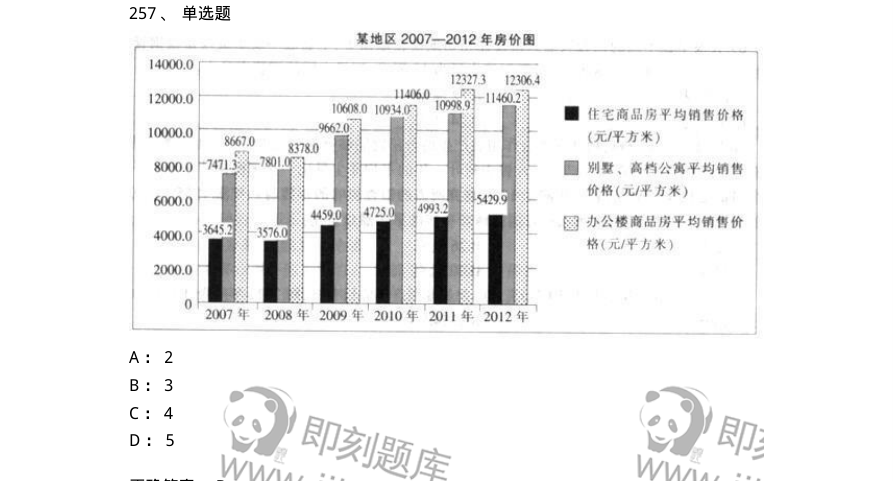 257 、 单选题
某地区 2007—2012 年房价图
14000.0
12000.0
10000.0
8000.0
6000.0
4000.0
2000.0
0
3645.2 7471.3 8667.0
3576.0 7801.0 8378.0
4459.0 9662.0 10608.0
4725.0 10934.0 11406.0
4993.2 10998.9 12327.3
5429.9 11460.2 12306.4
2007 年 2008 年 2009 年 2010 年 2011 年 2012 年
住宅商品房平均销售价格
(元/平方米)
别墅、高档公寓平均销售
价格(元/平方米)
办公楼商品房平均销售价
格(元/平方米)
A： 2
B： 3
C： 4
D： 5
即刻题库